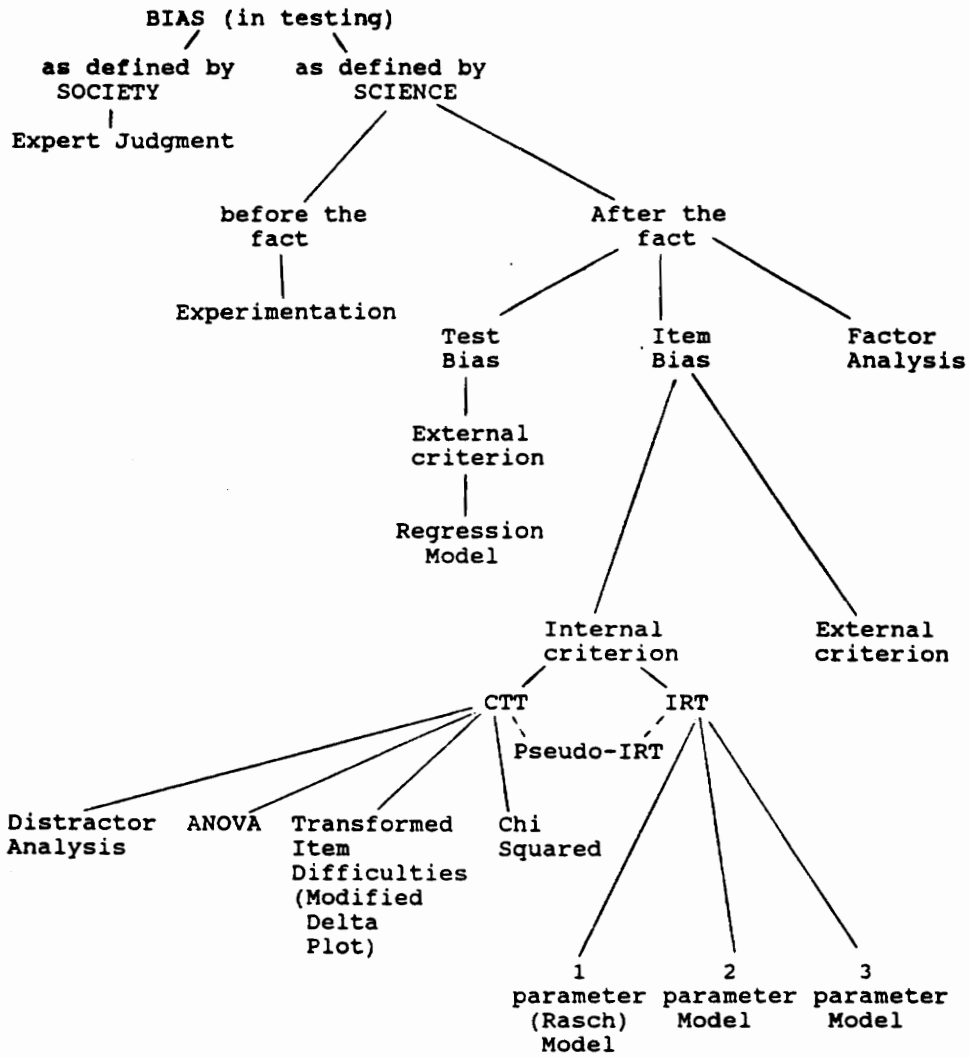 BIAS (in testing)
as defined by
SOCIETY
as defined by
SCIENCE
Expert Judgment
before the
fact
After the
fact
Experimentation
Test
Bias
Item
Bias
Factor
Analysis
External
criterion
Regression
Model
Internal
criterion
External
criterion
CTT
IRT
Pseudo-IRT
Distractor
Analysis
ANOVA
Transformed
Item
Difficulties
(Modified
Delta
Plot)
Chi
Squared
1
parameter
(Rasch)
Model
2
parameter
Model
3
parameter
Model